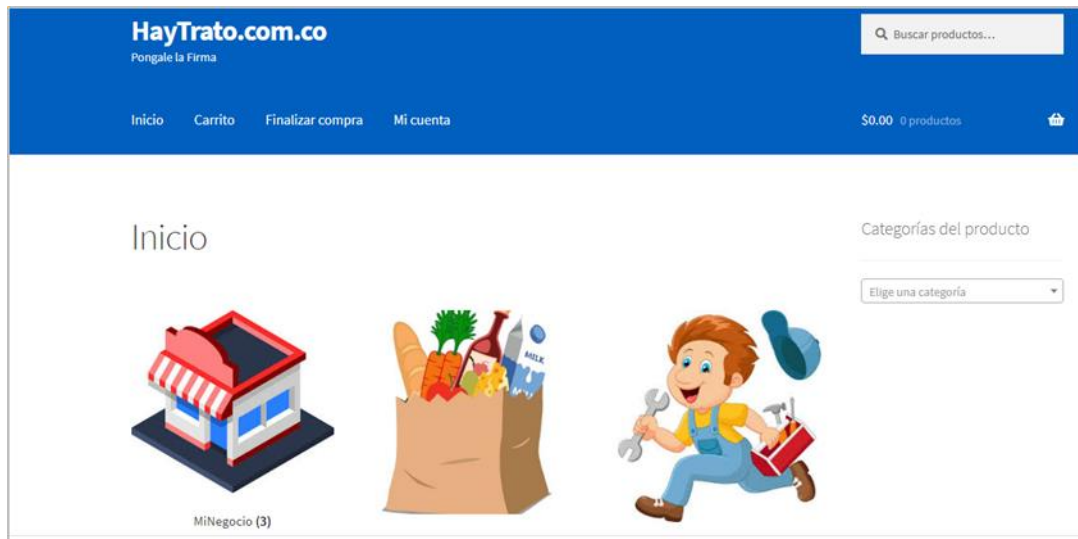 HayTrato.com.co
Pongale la Firma
Buscar productos...
Inicio Carrito Finalizar compra Mi cuenta
$0.00 0 productos
Inicio
Categorías del producto
Elige una categoría
MILK
MiNegocio (3)